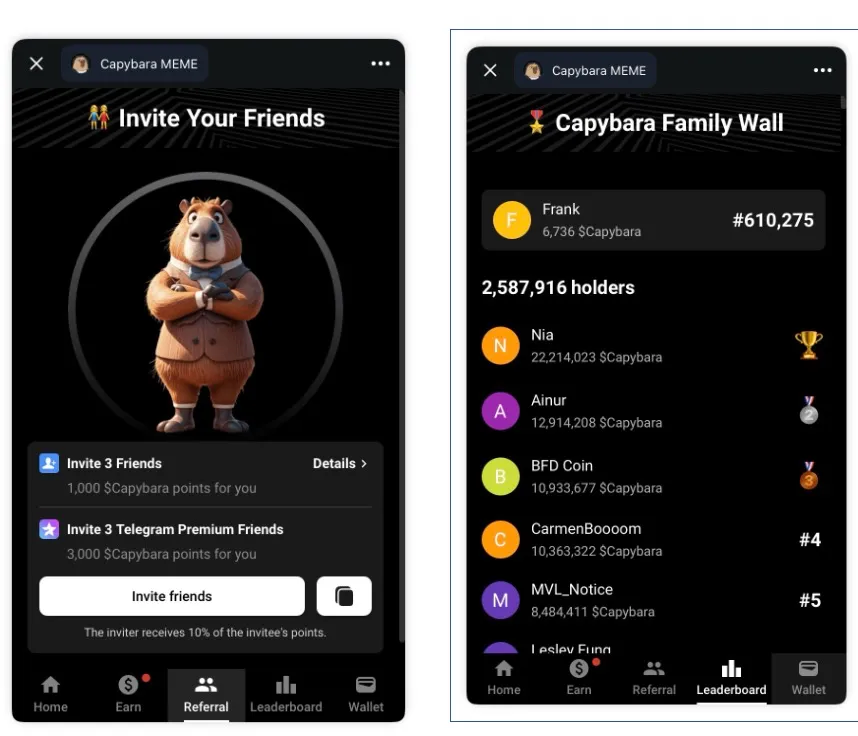 Capybara MEME
Invite Your Friends
Invite 3 Friends
Details >
1,000 $Capybara points for you
Invite 3 Telegram Premium Friends
3,000 $Capybara points for you
Invite friends
The inviter receives 10% of the invitee's points.
Home
Earn
Referral
Leaderboard
Wallet
Capybara MEME
Capybara Family Wall
F
Frank
6,736 $Capybara
#610,275
2,587,916 holders
N
Nia
22,214,023 $Capybara
A
Ainur
12,914,208 $Capybara
2
B
BFD Coin
10,933,677 $Capybara
3
C
CarmenBoooom
10,363,322 $Capybara
#4
M
MVL_Notice
8,484,411 $Capybara
#5
Lesley Fung
Home
Earn
Referral
Leaderboard
Wallet